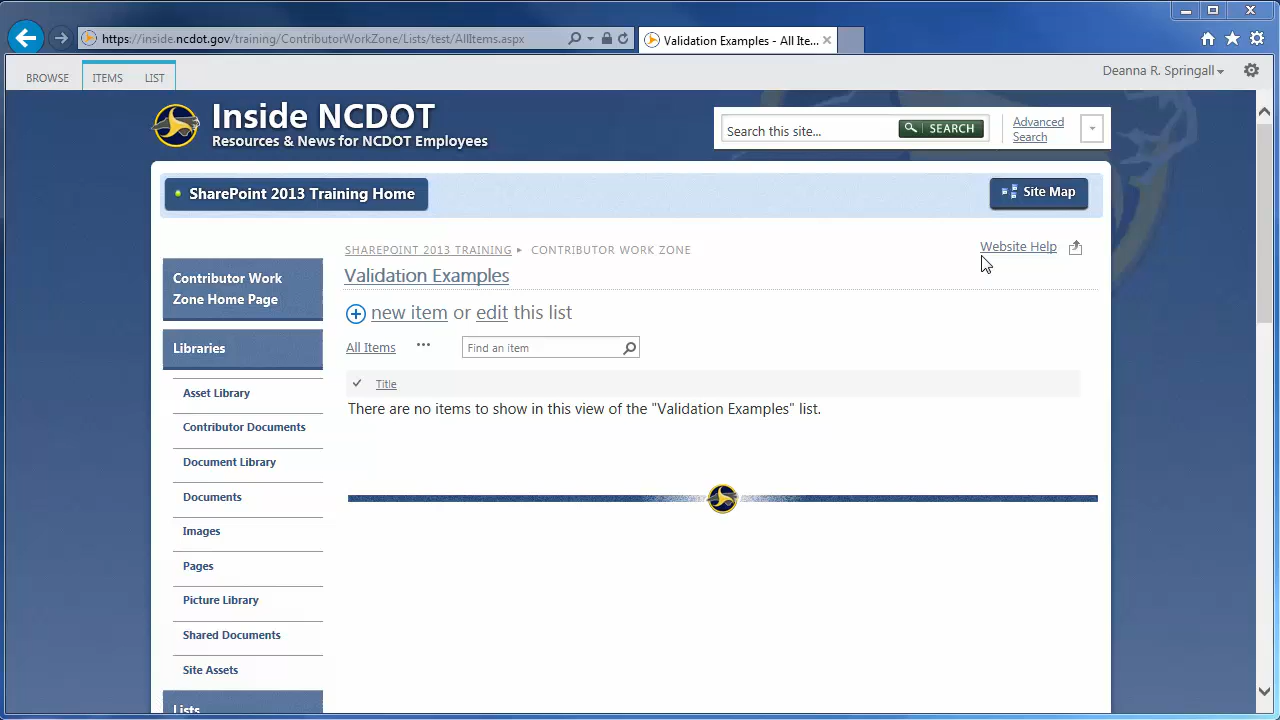 https://inside.ncdot.gov/training/ContributorWorkZone/Lists/test/AllItems.aspx
Validation Examples - All Ite...
BROWSE ITEMS LIST
Deanna R. Springall
Inside NCDOT
Resources & News for NCDOT Employees
Search this site...
SEARCH
Advanced
Search
SharePoint 2013 Training Home
Site Map
SHAREPOINT 2013 TRAINING CONTRIBUTOR WORK ZONE
Website Help
Validation Examples
new item or edit this list
All Items ...
Find an item
Title
There are no items to show in this view of the "Validation Examples" list.
Contributor Work
Zone Home Page
Libraries
Asset Library
Contributor Documents
Document Library
Documents
Images
Pages
Picture Library
Shared Documents
Site Assets
Lists